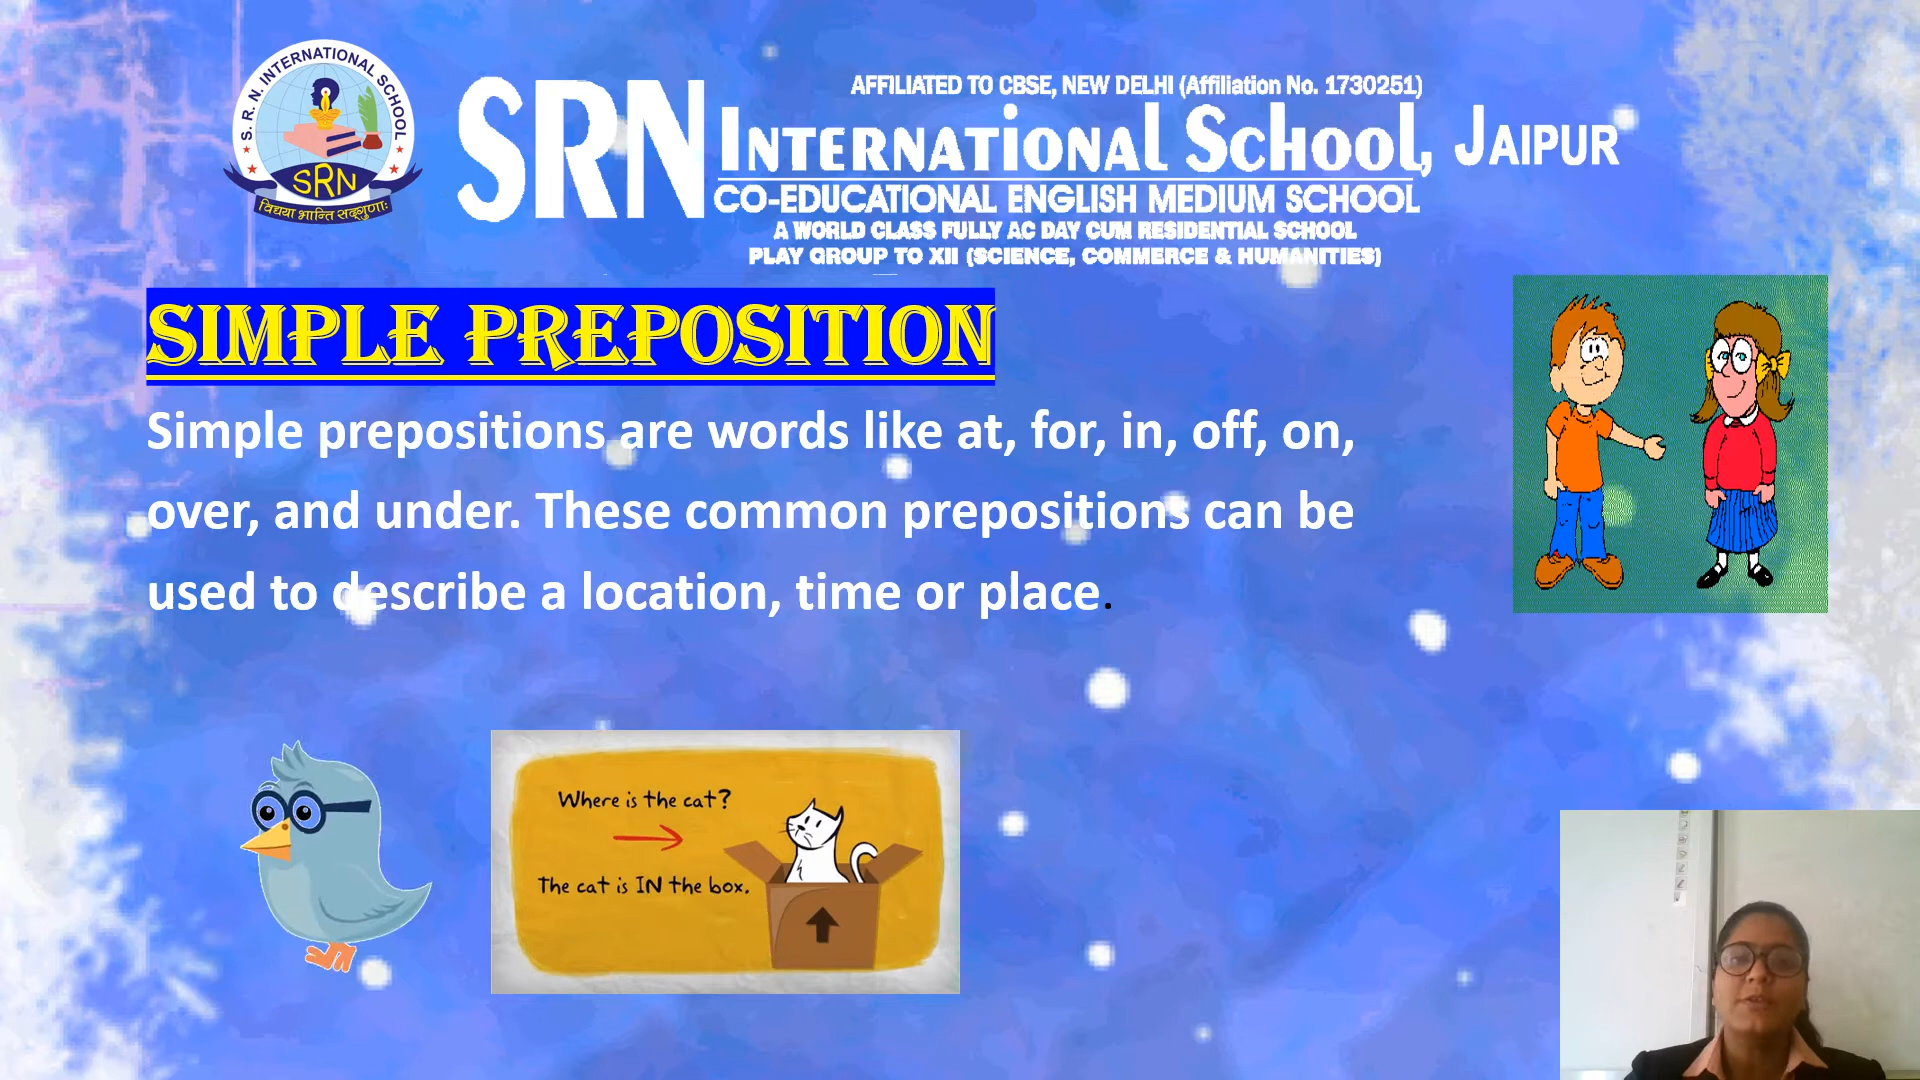 S. R. N. INTERNATIONAL SCHOOL
SRN
विद्यया भान्ति सद्गुणाः
AFFILIATED TO CBSE, NEW DELHI (Affiliation No. 1730251)
SRN INTERNATiONAL SCHOOL, JAIPUR
CO-EDUCATIONAL ENGLISH MEDIUM SCHOOL
A WORLD CLASS FULLY AC DAY CUM RESIDENTIAL SCHOOL
PLAY GROUP TO XII (SCIENCE, COMMERCE & HUMANITIES)
SIMPLE PREPOSITION
Simple prepositions are words like at, for, in, off, on,
over, and under. These common prepositions can be
used to describe a location, time or place.
Where is the cat?
The cat is IN the box.